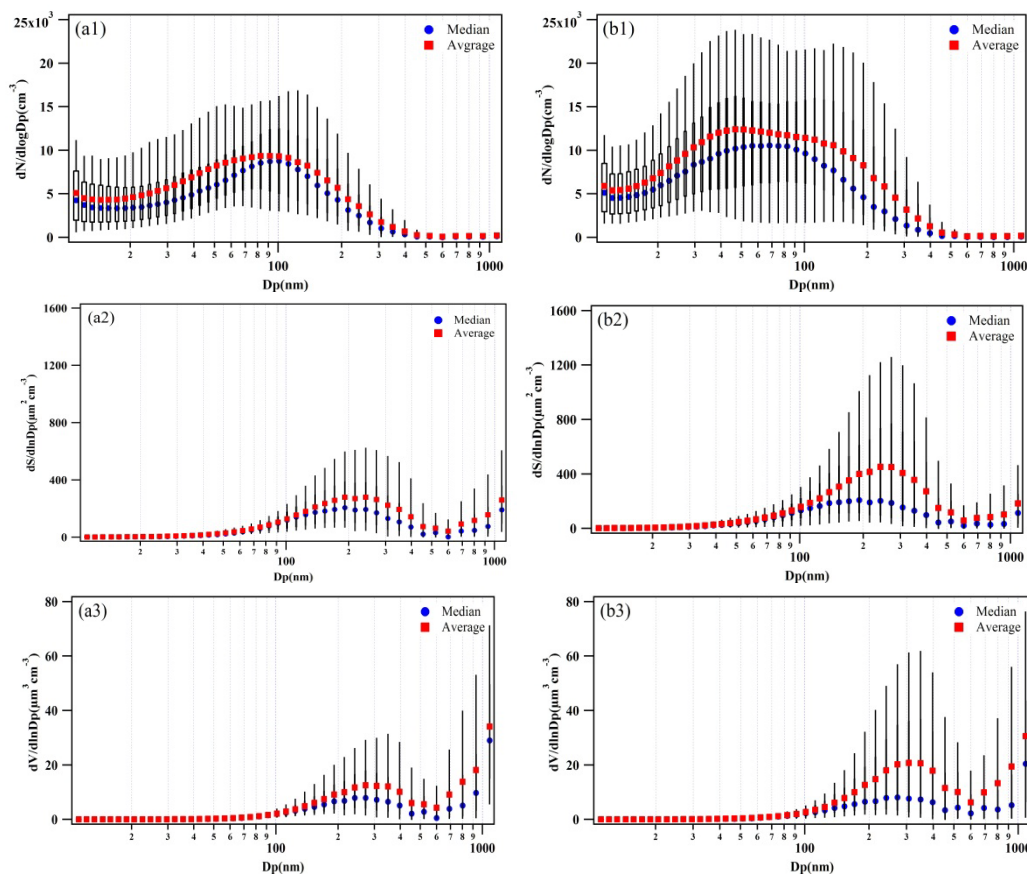 (a1)
Median
Avgrage
25x10³
20
15
10
5
0
dN/dlogDp(cm⁻³)
2 3 4 5 6 7 8 9 100 2 3 4 5 6 7 8 9 1000
Dp(nm)
(b1)
Median
Average
25x10³
20
15
10
5
0
dN/dlogDp(cm⁻³)
2 3 4 5 6 7 8 9 100 2 3 4 5 6 7 8 9 1000
Dp(nm)
(a2)
Median
Average
1600
1200
800
400
0
dS/dlnDp(µm² cm⁻³)
2 3 4 5 6 7 8 9 100 2 3 4 5 6 7 8 9 1000
Dp(nm)
(b2)
Median
Average
1600
1200
800
400
0
dS/dlnDp(µm² cm⁻³)
2 3 4 5 6 7 8 9 100 2 3 4 5 6 7 8 9 1000
Dp(nm)
(a3)
Median
Average
80
60
40
20
0
dV/dlnDp(µm³ cm⁻³)
2 3 4 5 6 7 8 9 100 2 3 4 5 6 7 8 9 1000
Dp(nm)
(b3)
Median
Average
80
60
40
20
0
dV/dlnDp(µm³ cm⁻³)
2 3 4 5 6 7 8 9 100 2 3 4 5 6 7 8 9 1000
Dp(nm)